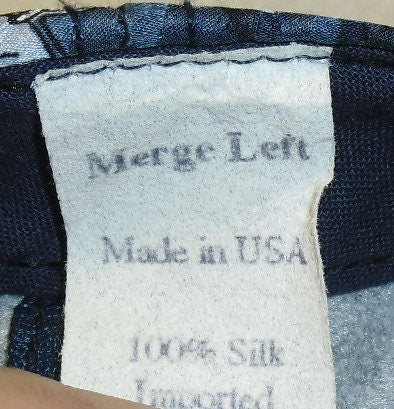 Merge Left
Made in USA
100% Silk
Imported